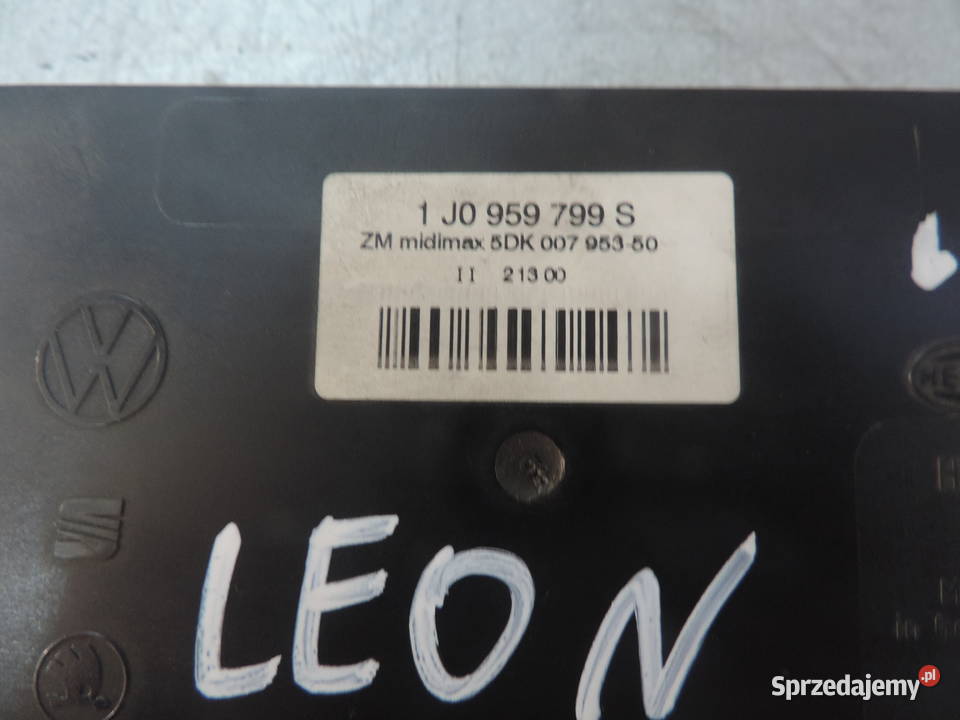 1 J0 959 799 S
ZM midimax 5DK 007 953-50
II 213 00
LEON
Sprzedajemy.pl